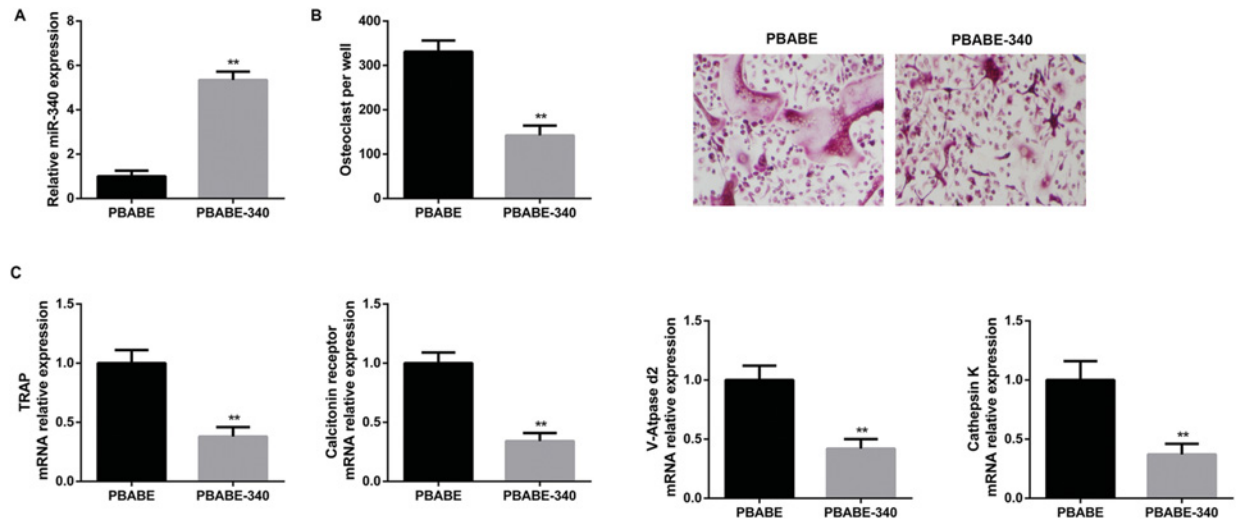 A
Relative miR-340 expression
8
6
4
2
0
**
PBABE
PBABE-340
B
Osteoclast per well
400
300
200
100
0
**
PBABE
PBABE-340
PBABE
PBABE-340
C
TRAP
mRNA relative expression
1.5
1.0
0.5
0.0
**
PBABE
PBABE-340
Calcitonin receptor
mRNA relative expression
1.5
1.0
0.5
0.0
**
PBABE
PBABE-340
V-Atpase d2
mRNA relative expression
1.5
1.0
0.5
0.0
**
PBABE
PBABE-340
Cathepsin K
mRNA relative expression
1.5
1.0
0.5
0.0
**
PBABE
PBABE-340